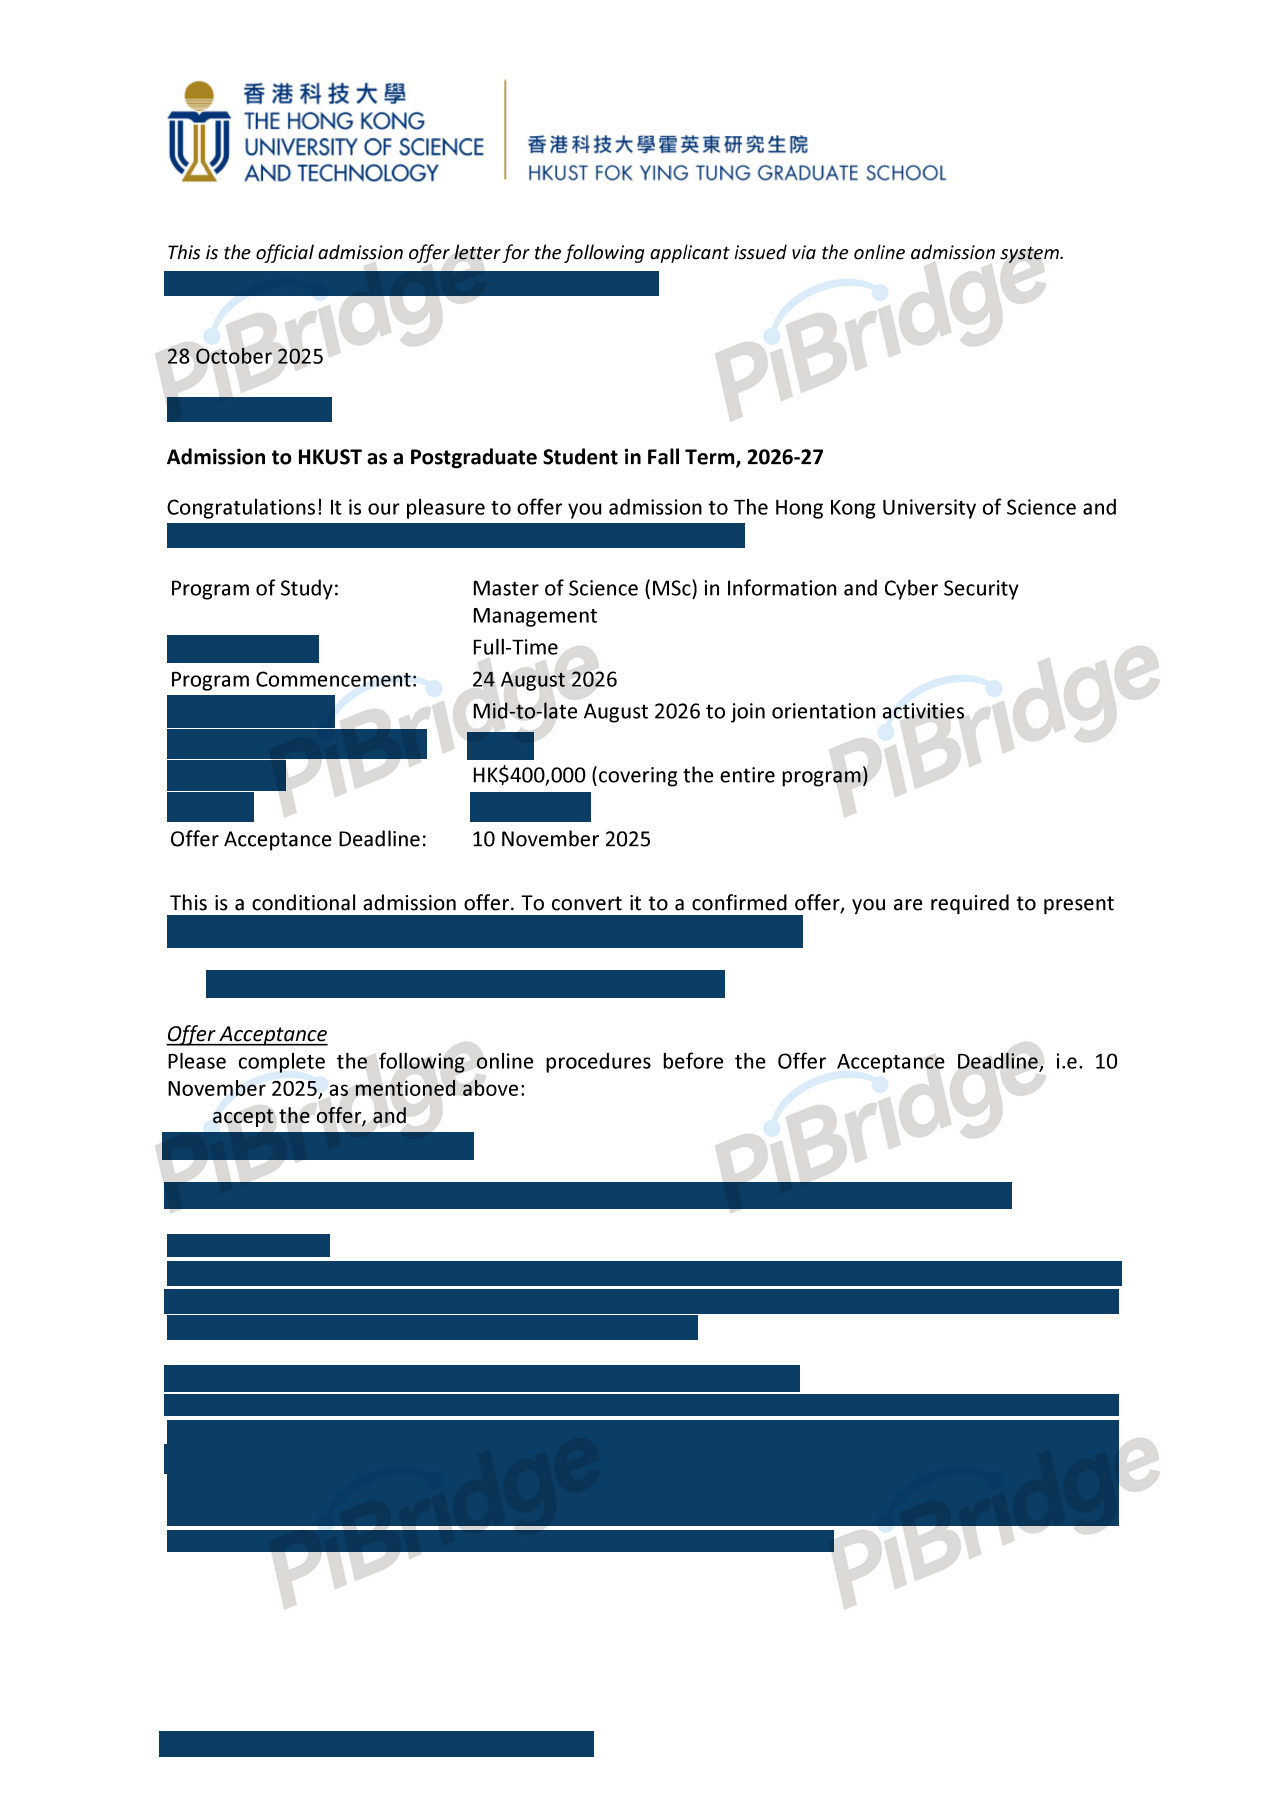 香港科技大學
THE HONG KONG
UNIVERSITY OF SCIENCE
AND TECHNOLOGY
香港科技大學霍英東研究生院
HKUST FOK YING TUNG GRADUATE SCHOOL
This is the official admission offer letter for the following applicant issued via the online admission system.
PiBridge
PiBridge
28 October 2025
Admission to HKUST as a Postgraduate Student in Fall Term, 2026-27
Congratulations! It is our pleasure to offer you admission to The Hong Kong University of Science and
Program of Study: Master of Science (MSc) in Information and Cyber Security
Management
Full-Time
Program Commencement: 24 August 2026
Mid-to-late August 2026 to join orientation activities
PiBridge
PiBridge
HK$400,000 (covering the entire program)
Offer Acceptance Deadline: 10 November 2025
This is a conditional admission offer. To convert it to a confirmed offer, you are required to present
Offer Acceptance
Please complete the following online procedures before the Offer Acceptance Deadline, i.e. 10
November 2025, as mentioned above:
accept the offer, and
PiBridge
PiBridge
PiBridge
PiBridge